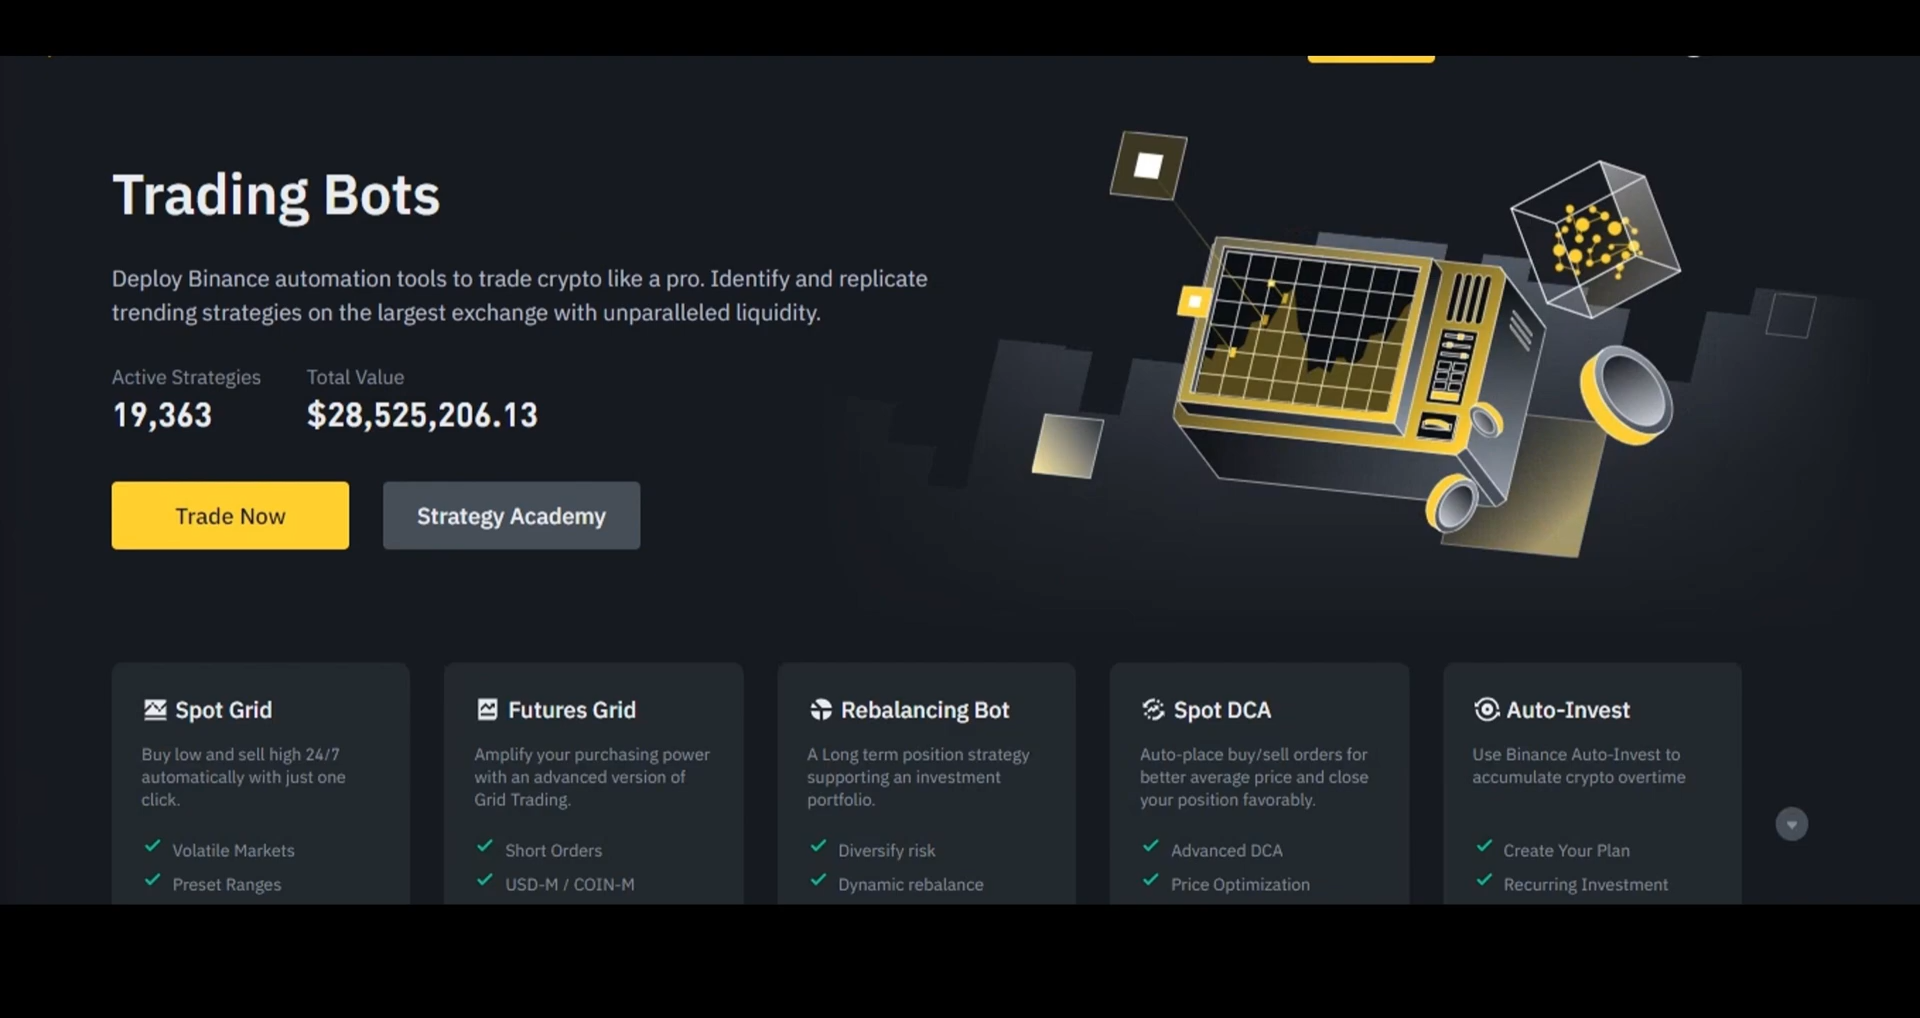 Trading Bots
Deploy Binance automation tools to trade crypto like a pro. Identify and replicate
trending strategies on the largest exchange with unparalleled liquidity.
Active Strategies
19,363
Total Value
$28,525,206.13
Trade Now
Strategy Academy
Spot Grid
Buy low and sell high 24/7
automatically with just one
click.
Volatile Markets
Preset Ranges
Futures Grid
Amplify your purchasing power
with an advanced version of
Grid Trading.
Short Orders
USD-M / COIN-M
Rebalancing Bot
A Long term position strategy
supporting an investment
portfolio.
Diversify risk
Dynamic rebalance
Spot DCA
Auto-place buy/sell orders for
better average price and close
your position favorably.
Advanced DCA
Price Optimization
Auto-Invest
Use Binance Auto-Invest to
accumulate crypto overtime
Create Your Plan
Recurring Investment